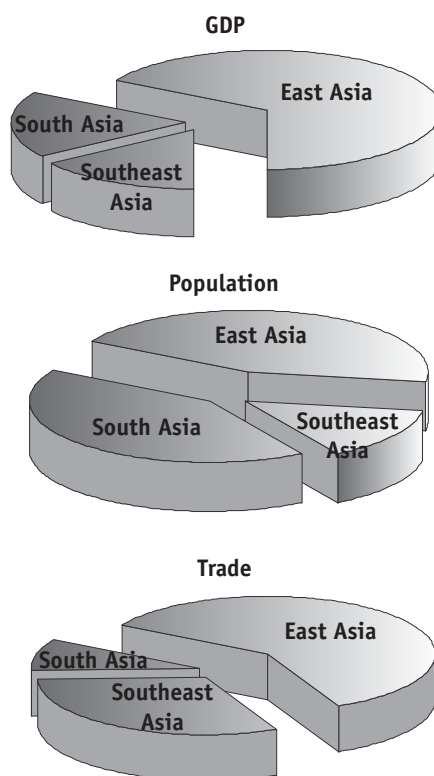 GDP
East Asia
South Asia
Southeast
Asia
Population
East Asia
South Asia
Southeast
Asia
Trade
East Asia
South Asia
Southeast
Asia